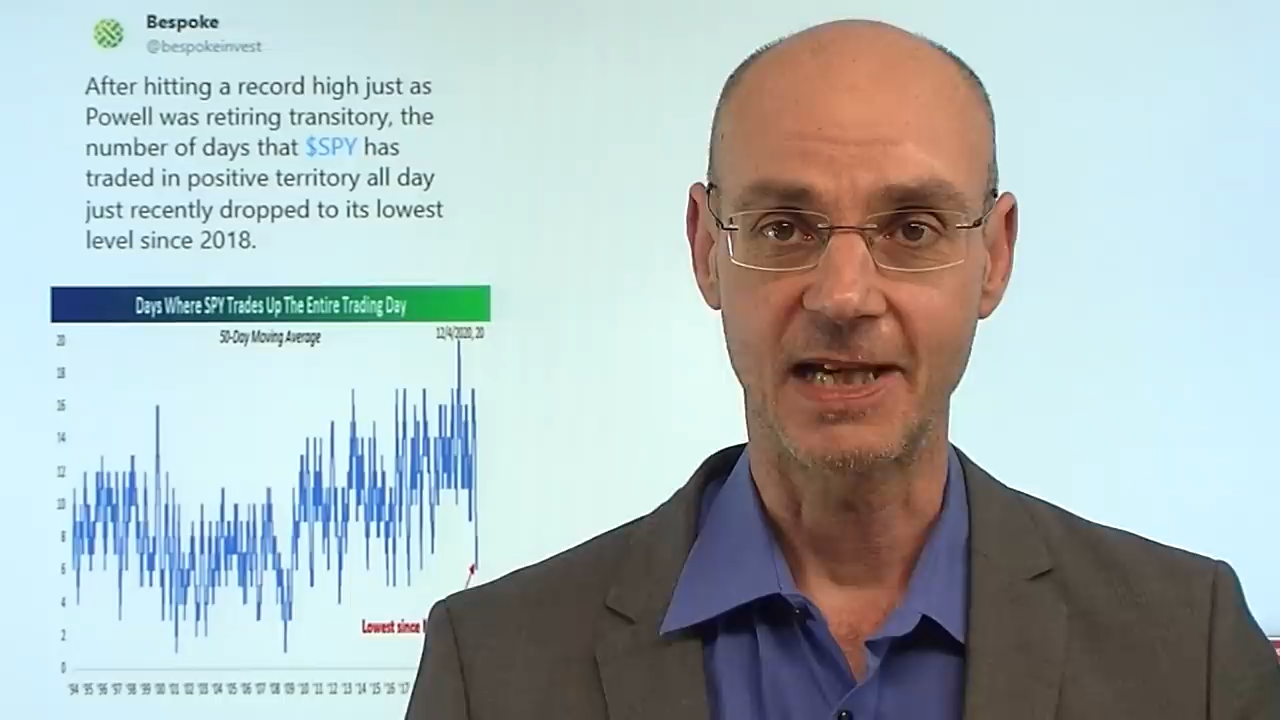 Bespoke
@bespokeinvest
After hitting a record high just as
Powell was retiring transitory, the
number of days that $SPY has
traded in positive territory all day
just recently dropped to its lowest
level since 2018.
Days Where SPY Trades Up The Entire Trading Day
50-Day Moving Average
12/4/2020, 20
20
18
16
14
12
10
8
6
4
2
0
Lowest since
'94 '95 '96 '97 '98 '99 '00 '01 '02 '03 '04 '05 '06 '07 '08 '09 '10 '11 '12 '13 '14 '15 '16 '17